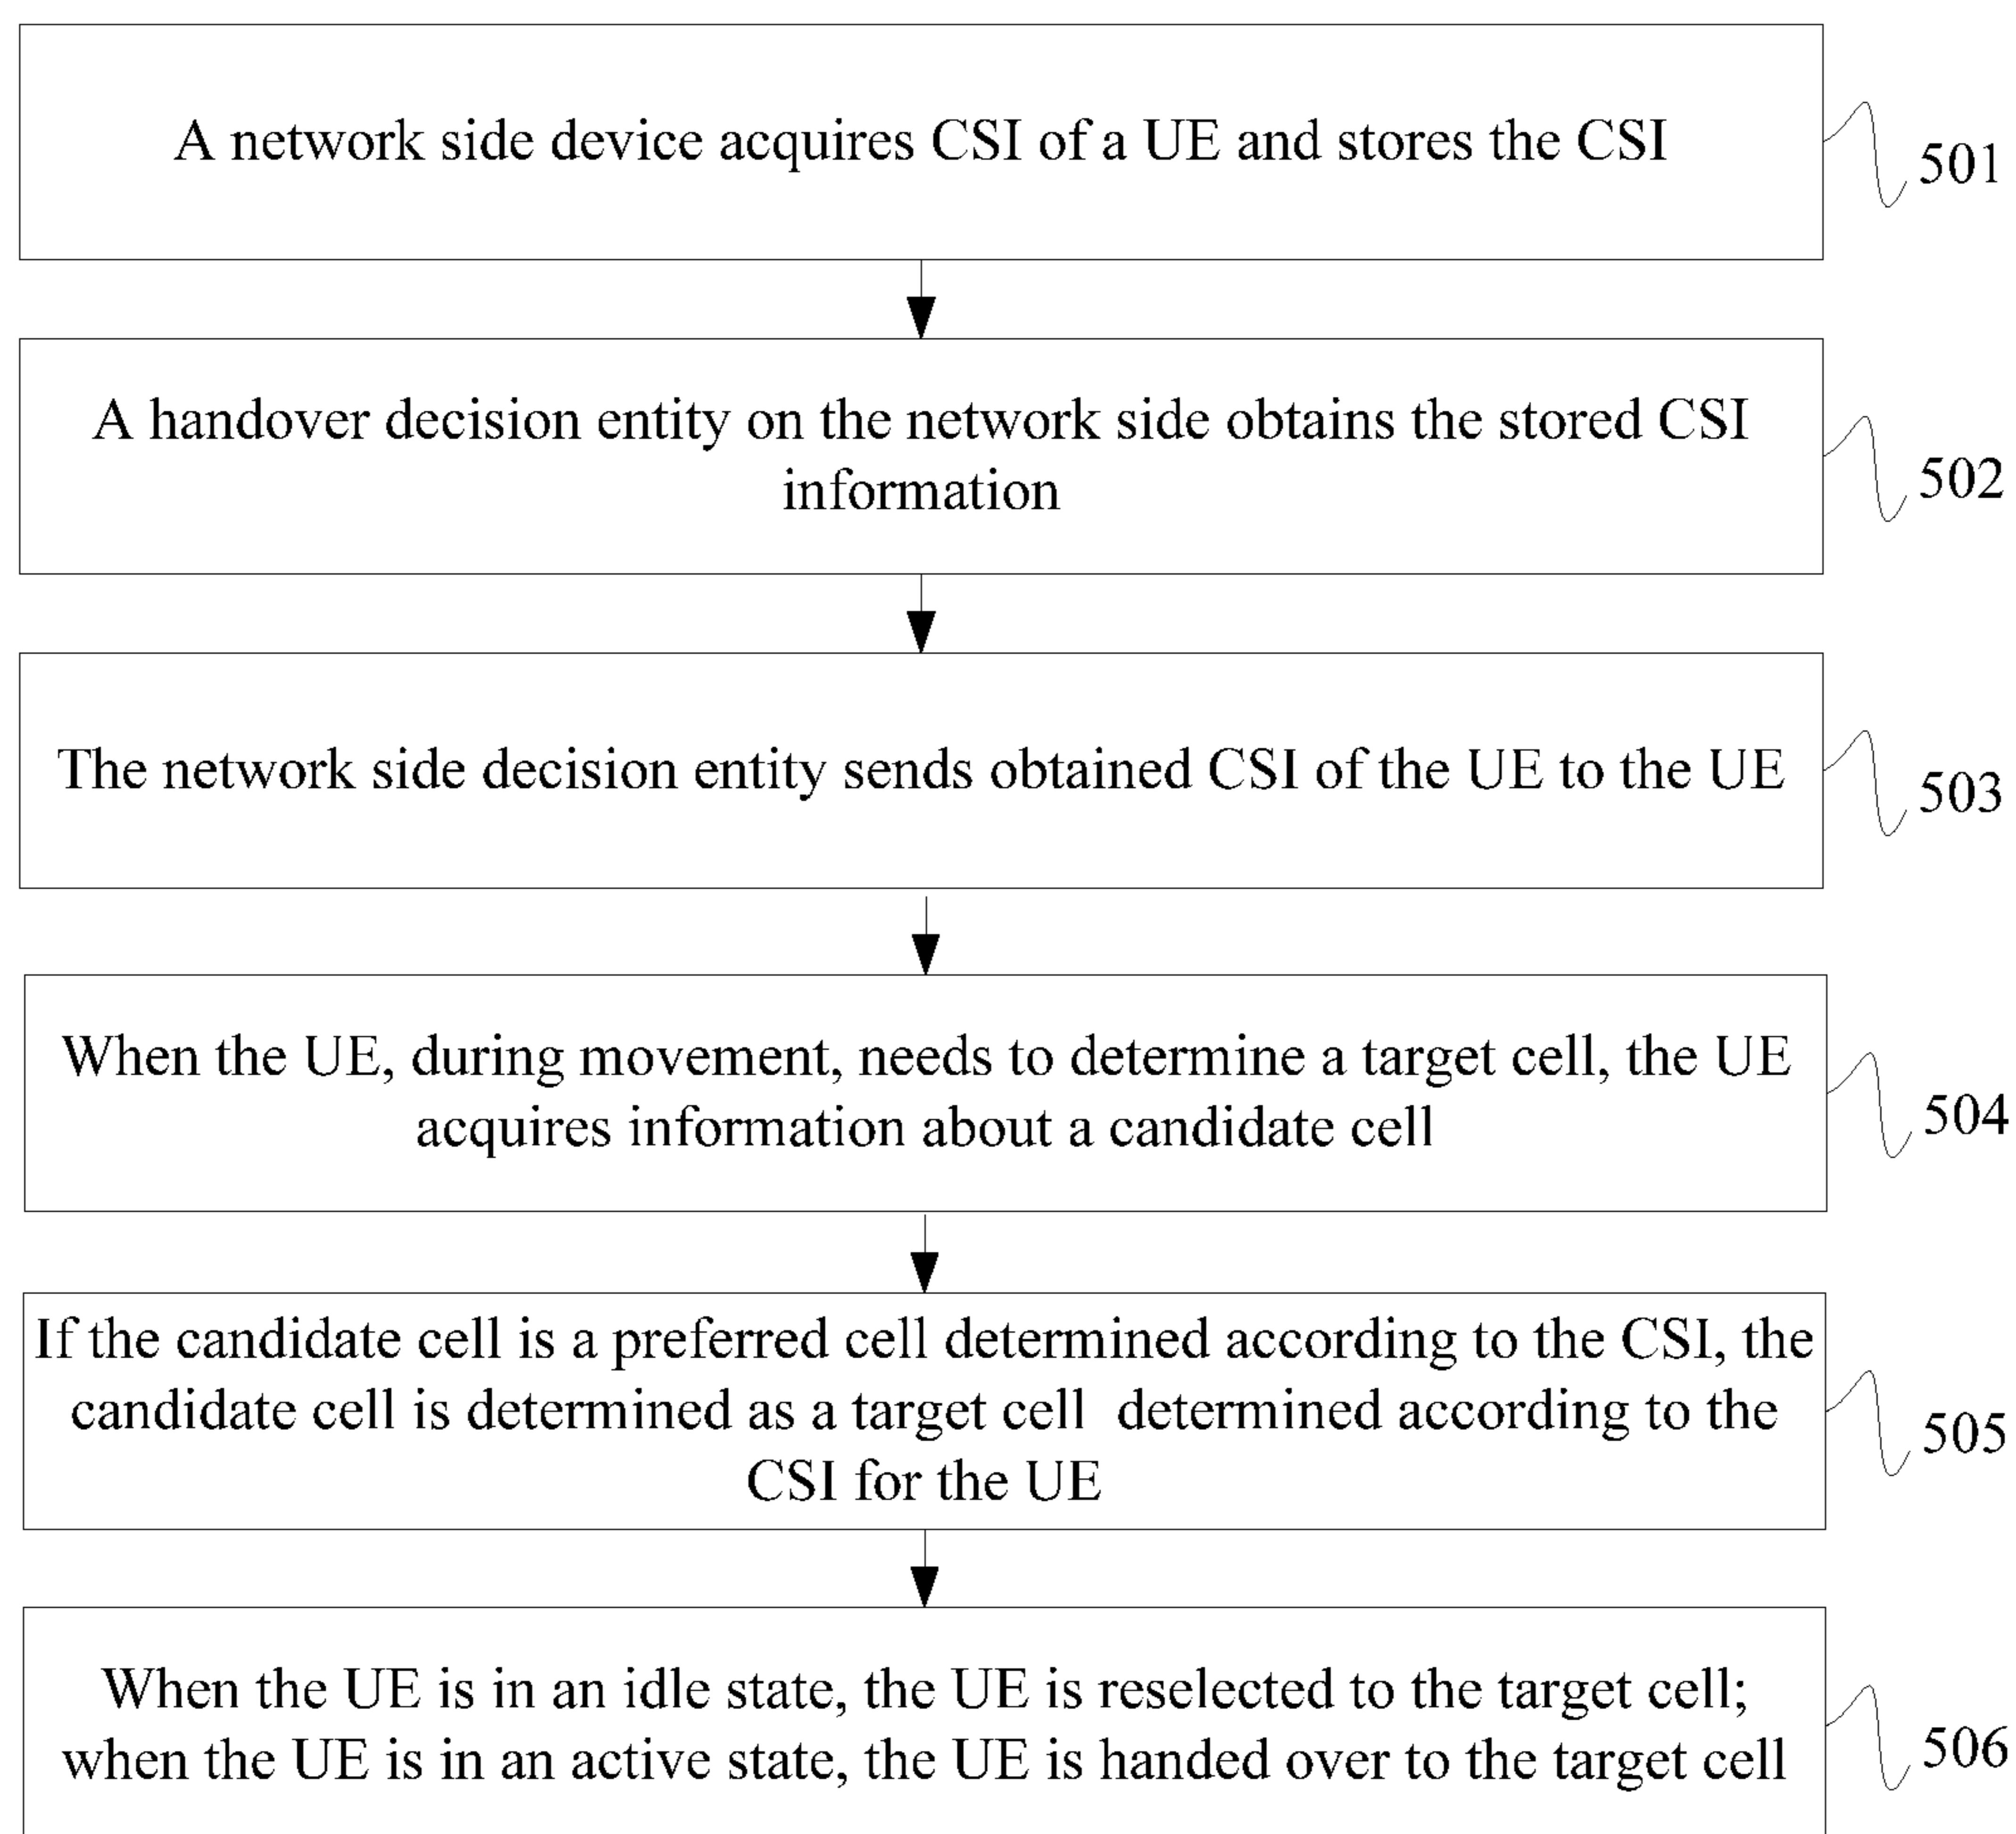 A network side device acquires CSI of a UE and stores the CSI
501
A handover decision entity on the network side obtains the stored CSI
information
502
The network side decision entity sends obtained CSI of the UE to the UE
503
When the UE, during movement, needs to determine a target cell, the UE
acquires information about a candidate cell
504
If the candidate cell is a preferred cell determined according to the CSI, the
candidate cell is determined as a target cell  determined according to the
CSI for the UE
505
When the UE is in an idle state, the UE is reselected to the target cell;
when the UE is in an active state, the UE is handed over to the target cell
506